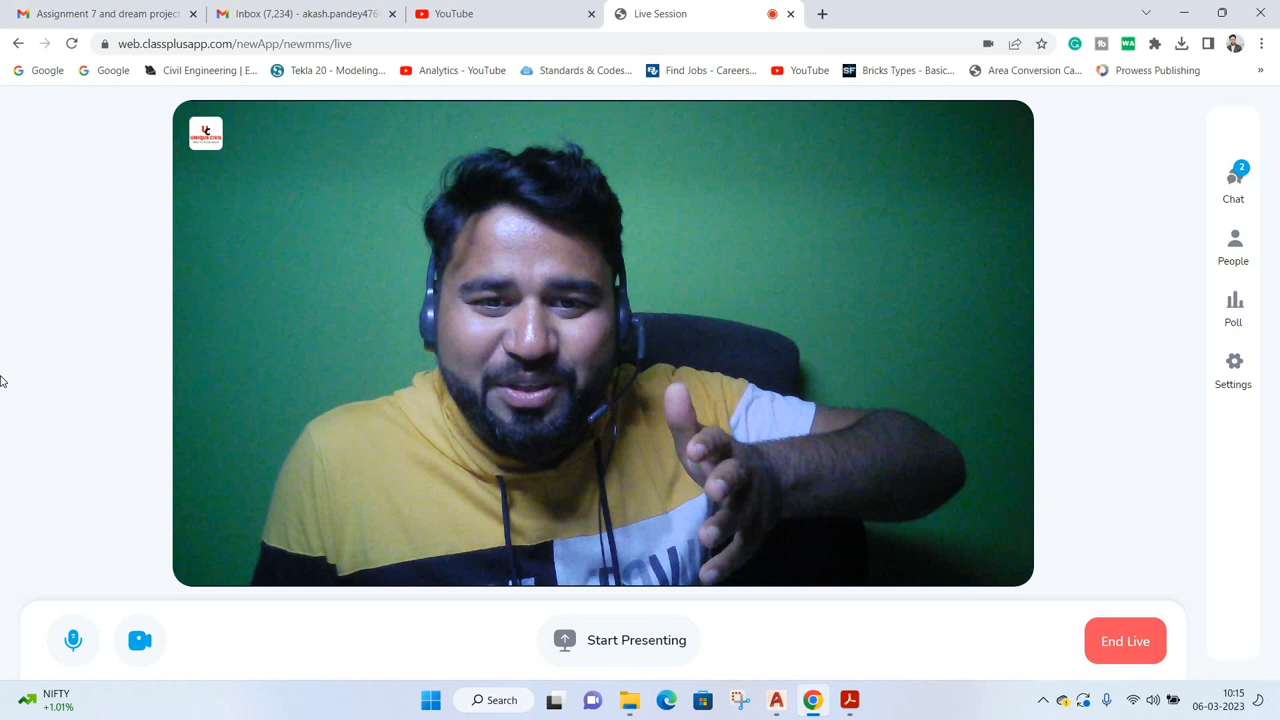 Assignment 7 and dream project
Inbox (7,234) - akash.pandey476
YouTube
Live Session
web.classplusapp.com/newApp/newmms/live
Google
Google
Civil Engineering | E...
Tekla 20 - Modeling...
Analytics - YouTube
Standards & Codes...
Find Jobs - Careers...
YouTube
Bricks Types - Basic...
Area Conversion Ca...
Prowess Publishing
»
UNIQUE CIVIL
2
Chat
People
Poll
Settings
Start Presenting
End Live
NIFTY
+1.01%
Search
10:15
06-03-2023